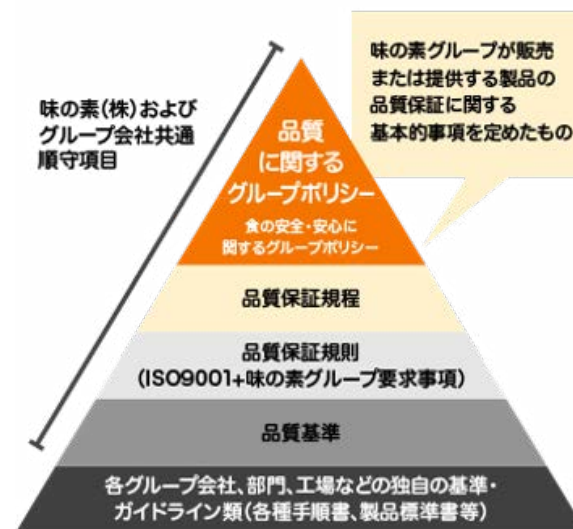 味の素(株)および
グループ会社共通
順守項目
味の素グループが販売
または提供する製品の
品質保証に関する
基本的事項を定めたもの
品質
に関する
グループポリシー
食の安全・安心に
関するグループポリシー
品質保証規程
品質保証規則
(ISO9001+味の素グループ要求事項)
品質基準
各グループ会社、部門、工場などの独自の基準・
ガイドライン類(各種手順書、製品標準書等)